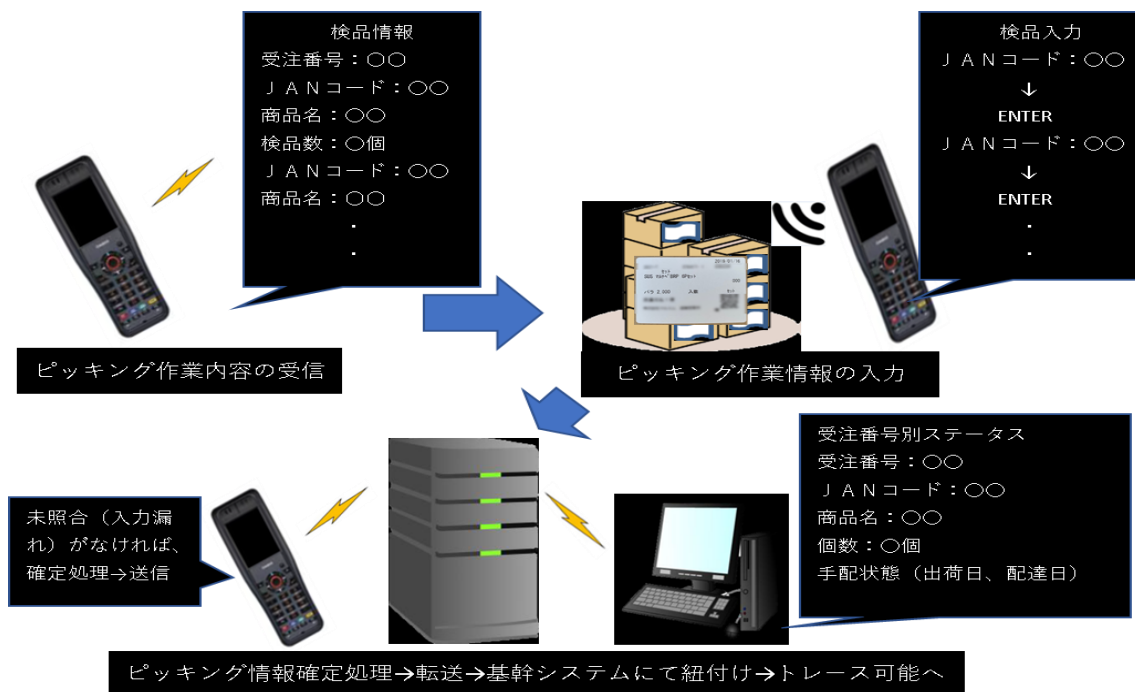 検品情報
受注番号：〇〇
ＪＡＮコード：〇〇
商品名：〇〇
検品数：〇個
ＪＡＮコード：〇〇
商品名：〇〇
・
・
ピッキング作業内容の受信
検品入力
ＪＡＮコード：〇〇
↓
ENTER
ＪＡＮコード：〇〇
↓
ENTER
・
・
ピッキング作業情報の入力
未照合（入力漏
れ）がなければ、
確定処理→送信
受注番号別ステータス
受注番号：〇〇
ＪＡＮコード：〇〇
商品名：〇〇
個数：〇個
手配状態（出荷日、配達日）
ピッキング情報確定処理→転送→基幹システムにて紐付け→トレース可能へ